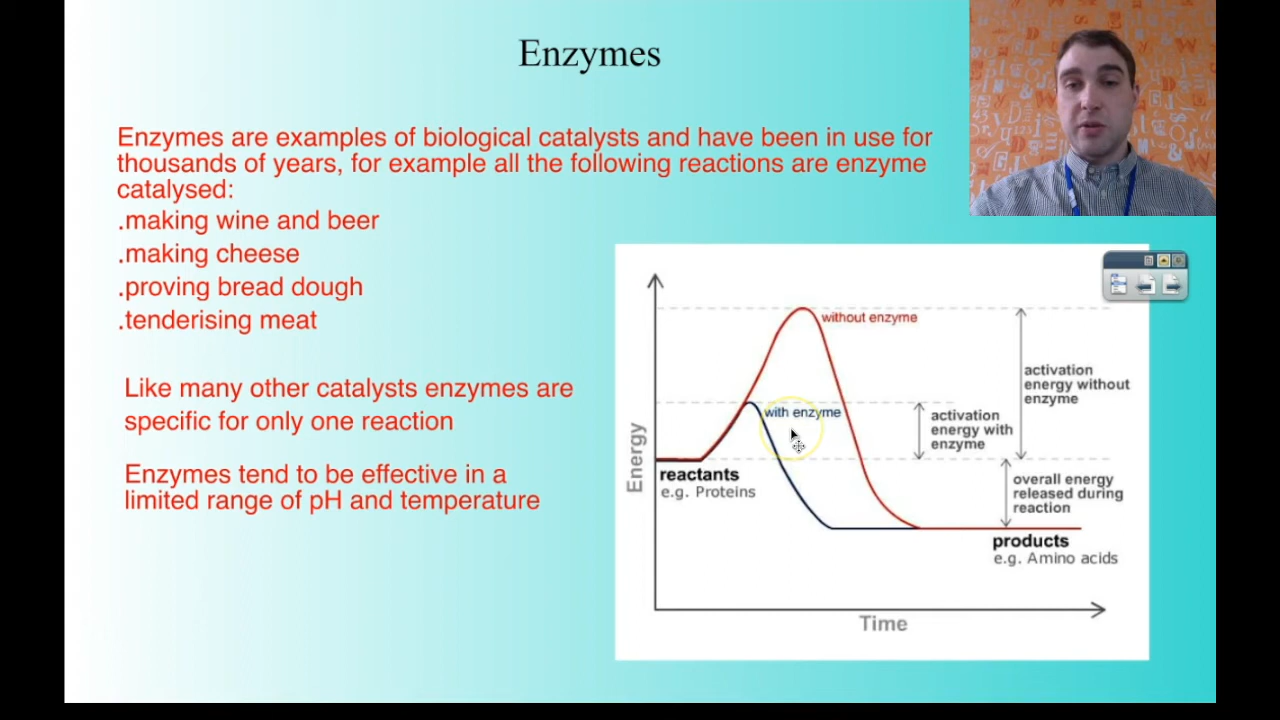 Enzymes
Enzymes are examples of biological catalysts and have been in use for
thousands of years, for example all the following reactions are enzyme
catalysed:
.making wine and beer
.making cheese
.proving bread dough
.tenderising meat
Like many other catalysts enzymes are
specific for only one reaction
Enzymes tend to be effective in a
limited range of pH and temperature
without enzyme
with enzyme
activation
energy without
enzyme
activation
energy with
enzyme
Energy
reactants
e.g. Proteins
overall energy
released during
reaction
products
e.g. Amino acids
Time